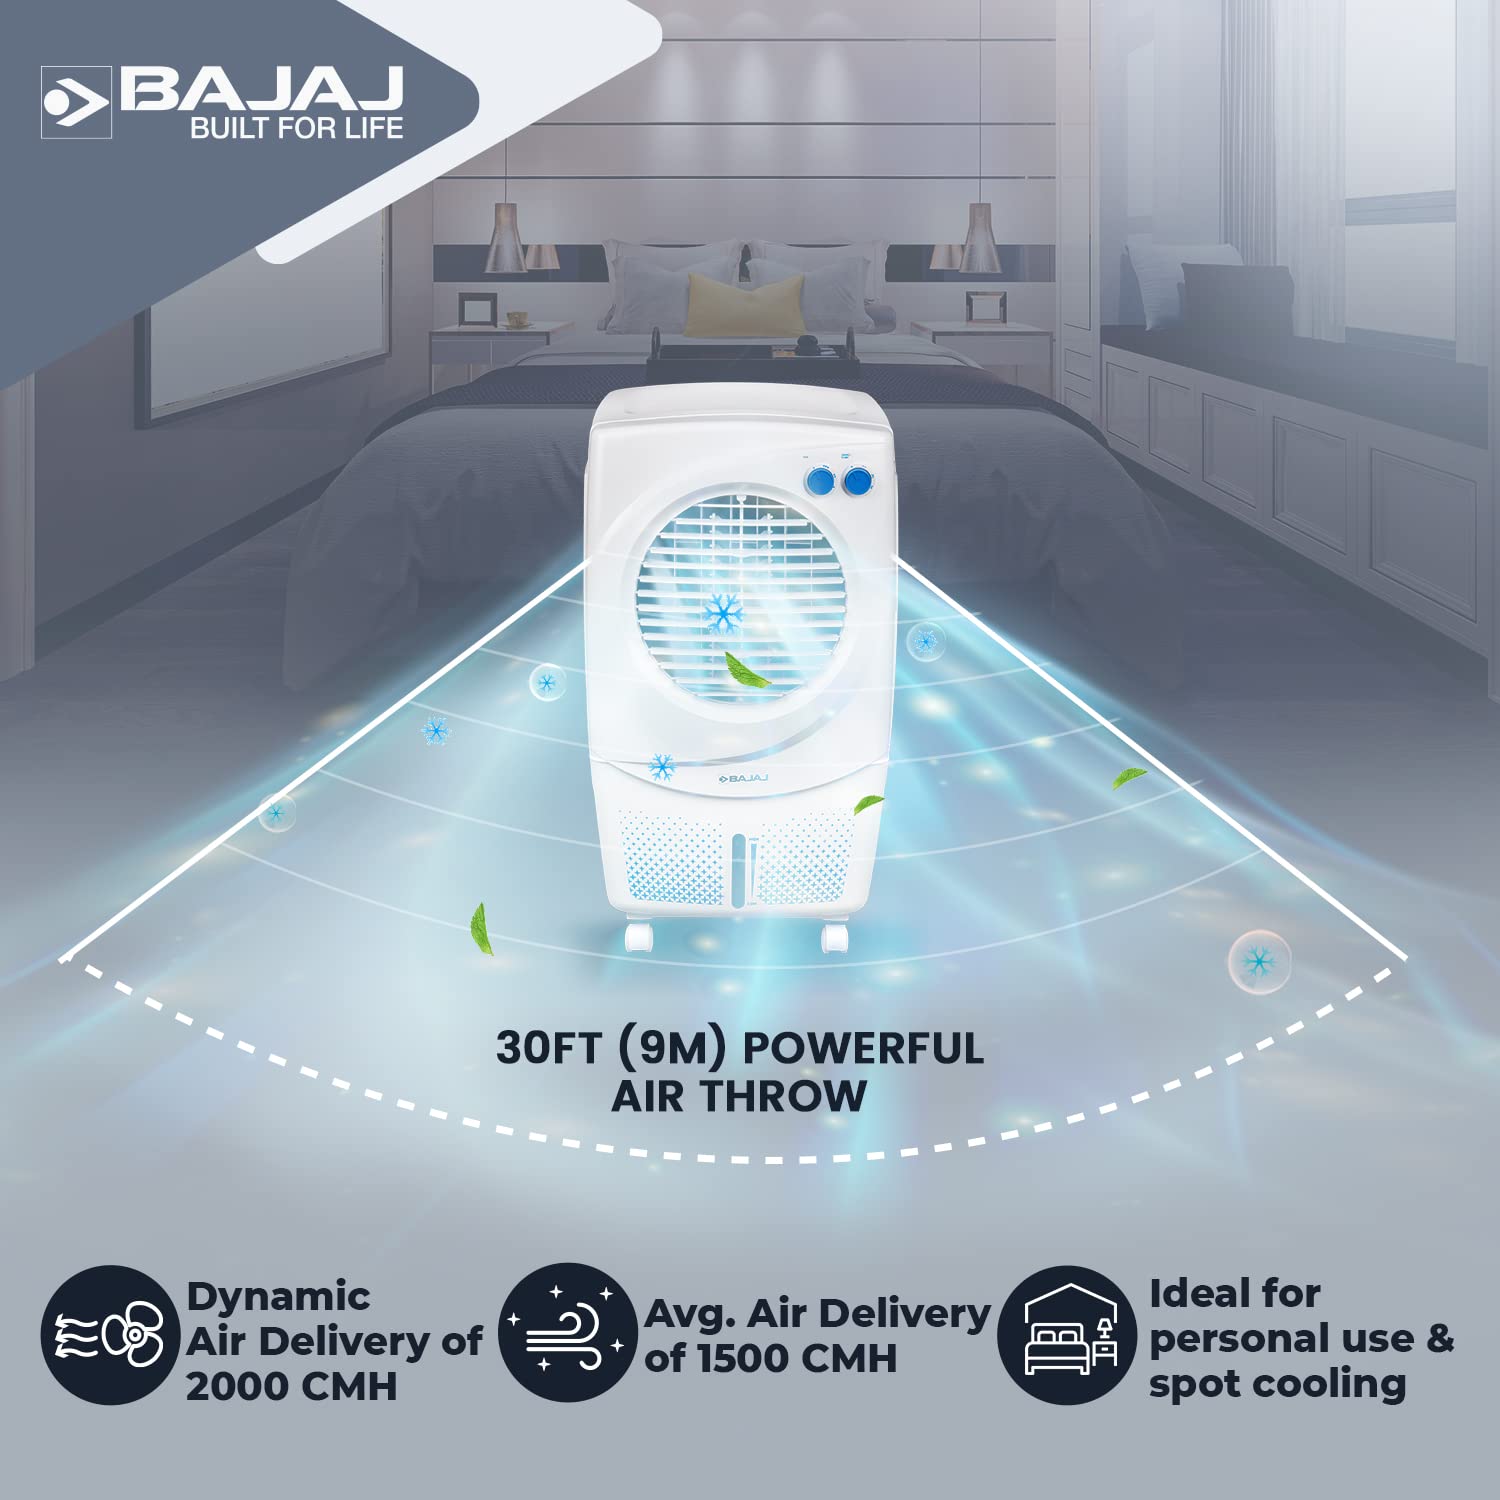 BAJAJ
BUILT FOR LIFE
BAJAJ
30FT (9M) POWERFUL
AIR THROW
Dynamic
Air Delivery of
2000 CMH
Avg. Air Delivery
of 1500 CMH
Ideal for
personal use &
spot cooling